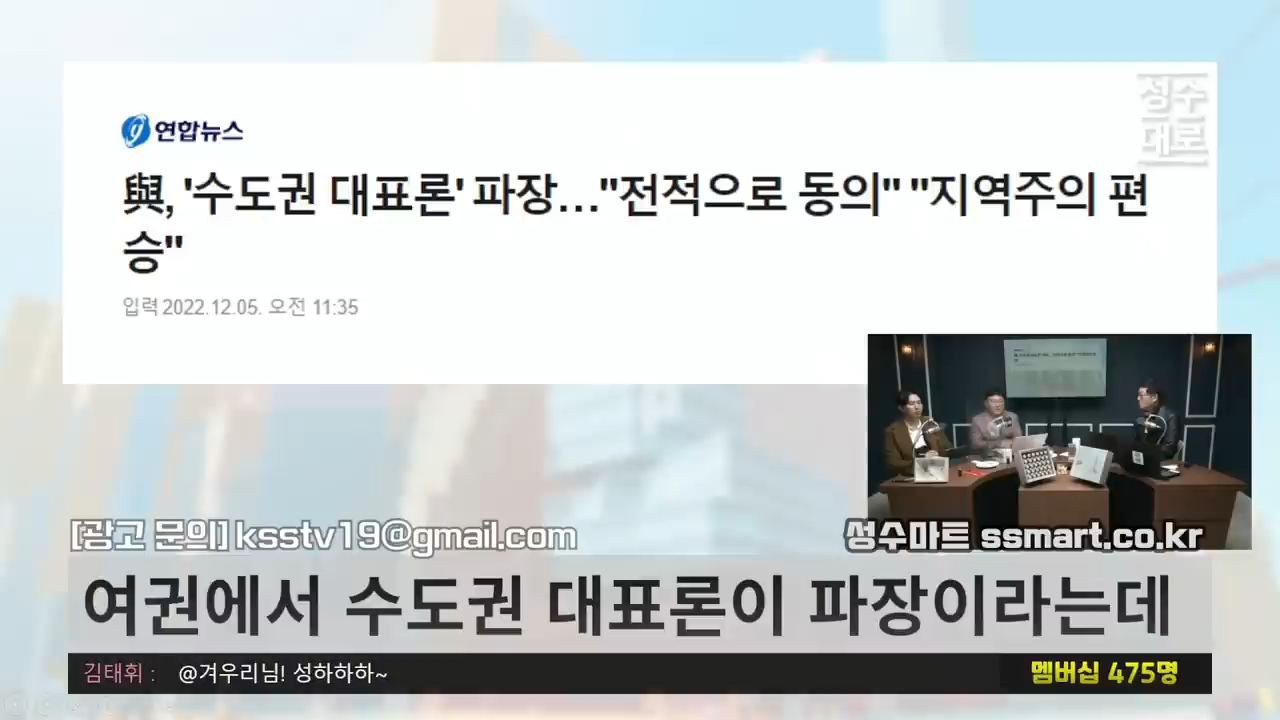 성수
대로
연합뉴스
與, '수도권 대표론' 파장…"전적으로 동의" "지역주의 편
승"
입력 2022.12.05. 오전 11:35
[광고 문의] ksstv19@gmail.com
성수마트 ssmart.co.kr
여권에서 수도권 대표론이 파장이라는데
김태휘 : @겨우리님! 성하하하~
멤버십 475명